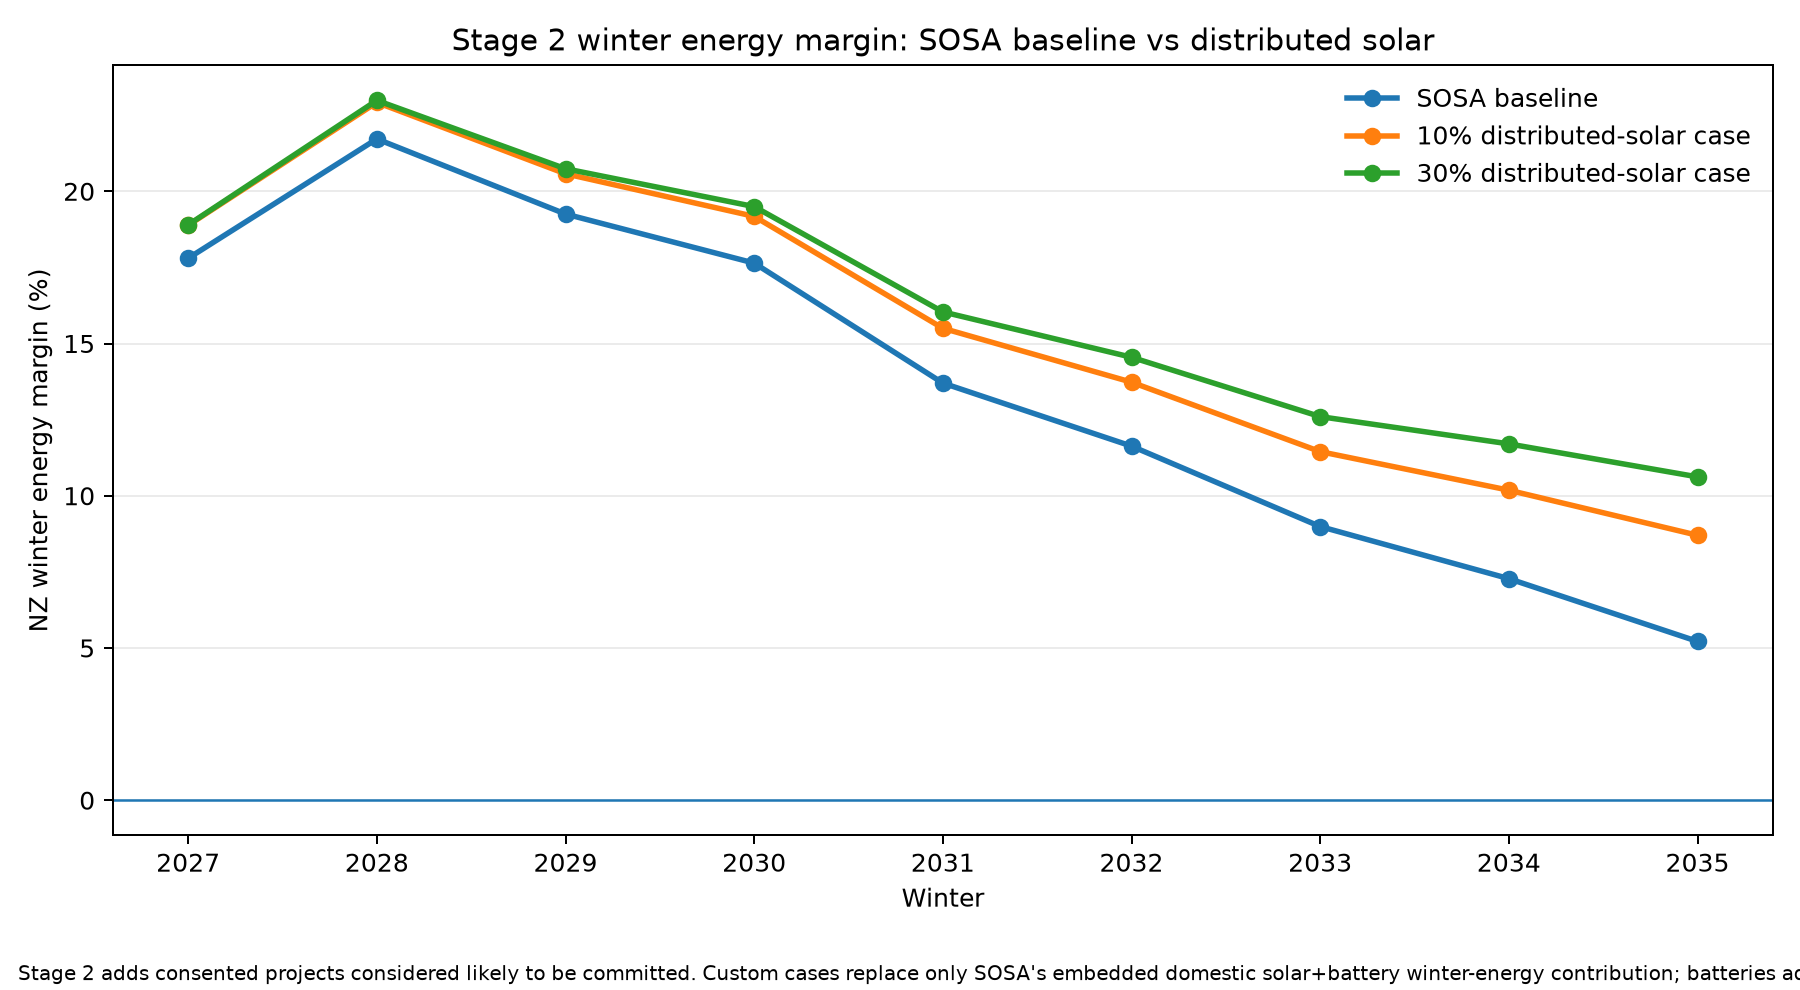 Stage 2 winter energy margin: SOSA baseline vs distributed solar
SOSA baseline
10% distributed-solar case
30% distributed-solar case
NZ winter energy margin (%)
20
15
10
5
0
2027 2028 2029 2030 2031 2032 2033 2034 2035
Winter
Stage 2 adds consented projects considered likely to be committed. Custom cases replace only SOSA's embedded domestic solar+battery winter-energy contribution; batteries